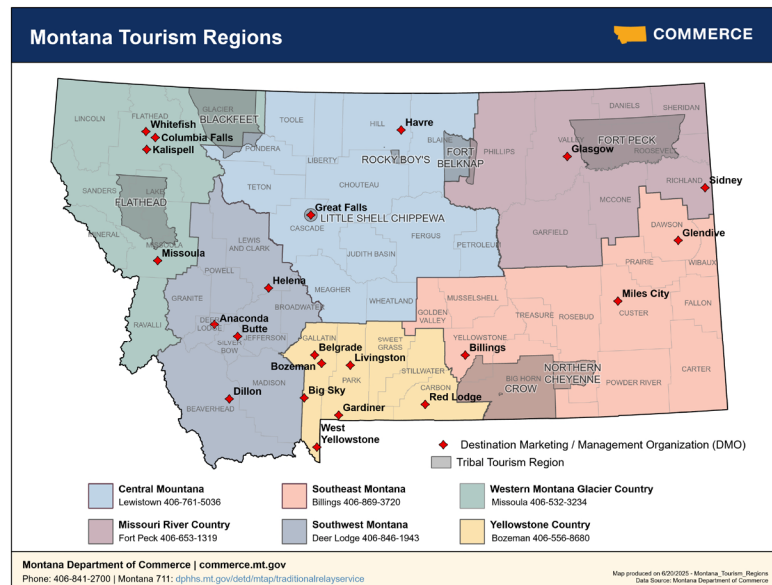 Montana Tourism Regions
COMMERCE
LINCOLN
FLATHEAD
GLACIER
BLACKFEET
TOOLE
HILL
Havre
BLAINE
DANIELS
SHERIDAN
Whitefish
Columbia Falls
Kalispell
PONDERA
LIBERTY
ROCKY BOY'S
FORT
BELKNAP
PHILLIPS
VALLEY
Glasgow
FORT PECK
ROOSEVELT
SANDERS
LAKE
FLATHEAD
TETON
CHOUTEAU
RICHLAND
Sidney
Great Falls
LITTLE SHELL CHIPPEWA
CASCADE
MCCONE
MINERAL
MISSOULA
Missoula
LEWIS
AND CLARK
POWELL
JUDITH BASIN
FERGUS
PETROLEUM
GARFIELD
DAWSON
Glendive
PRAIRIE
WIBAUX
Helena
MEAGHER
WHEATLAND
GRANITE
BROADWATER
GOLDEN
VALLEY
MUSSELSHELL
TREASURE
ROSEBUD
Miles City
CUSTER
FALLON
RAVALLI
Anaconda
DEER
LODGE
Butte
SILVER
BOW
JEFFERSON
GALLATIN
Belgrade
Bozeman
Livingston
PARK
SWEET
GRASS
STILLWATER
YELLOWSTONE
Billings
BIG HORN
CROW
NORTHERN
CHEYENNE
POWDER RIVER
CARTER
Dillon
MADISON
BEAVERHEAD
Big Sky
Gardiner
CARBON
Red Lodge
West
Yellowstone
Destination Marketing / Management Organization (DMO)
Tribal Tourism Region
Central Mountana
Lewistown 406-761-5036
Southeast Montana
Billings 406-869-3720
Western Montana Glacier Country
Missoula 406-532-3234
Missouri River Country
Fort Peck 406-653-1319
Southwest Montana
Deer Lodge 406-846-1943
Yellowstone Country
Bozeman 406-556-8680
Montana Department of Commerce | commerce.mt.gov
Phone: 406-841-2700 | Montana 711: dphhs.mt.gov/detd/mtap/traditionalrelayservice
Map produced on 6/20/2025 - Montana_Tourism_Regions
Data Source: Montana Department of Commerce